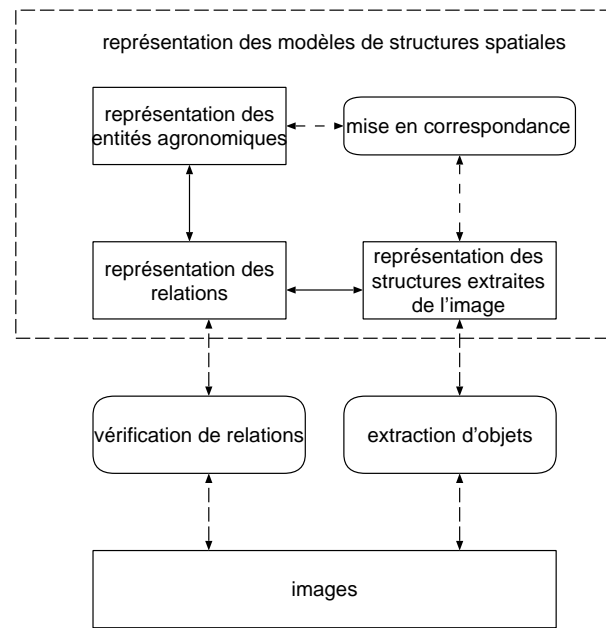 représentation des modèles de structures spatiales
représentation des
entités agronomiques
mise en correspondance
représentation des
relations
représentation des
structures extraites
de l'image
vérification de relations
extraction d'objets
images